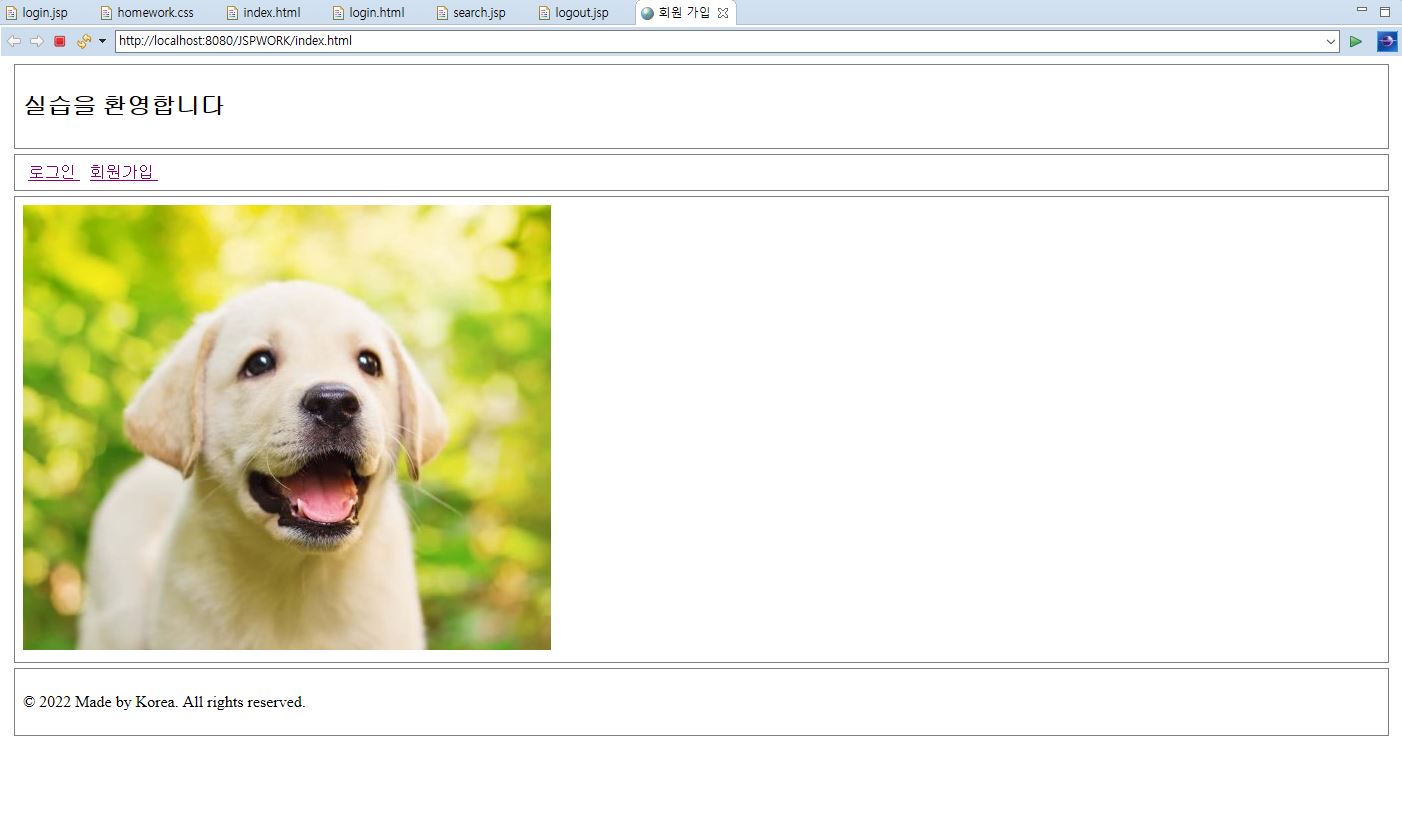 login.jsp homework.css index.html login.html search.jsp logout.jsp 회원 가입
http://localhost:8080/JSPWORK/index.html
실습을 환영합니다
로그인 회원가입
© 2022 Made by Korea. All rights reserved.